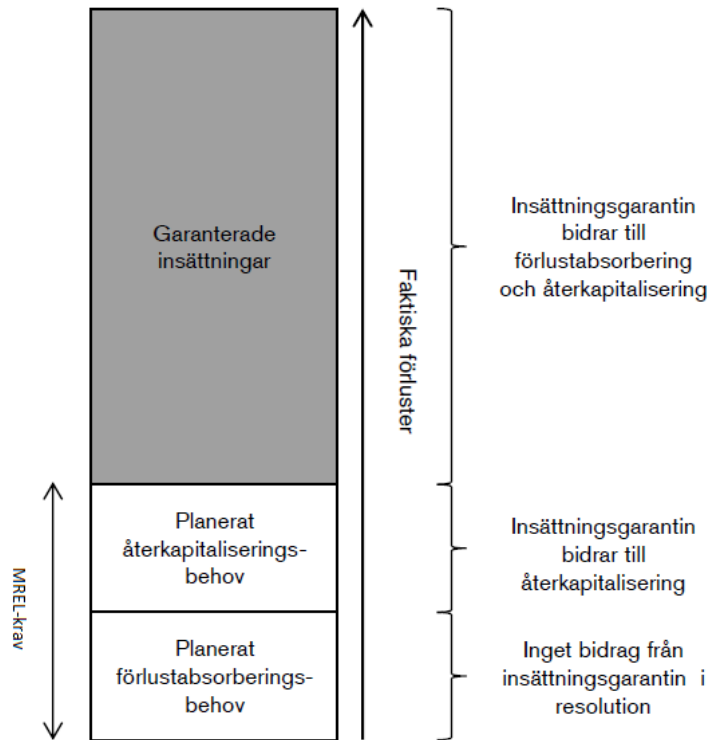 Garanterade
insättningar
Faktiska förluster
Insättningsgarantin
bidrar till
förlustabsorbering
och återkapitalisering
MREL-krav
Planerat
återkapitaliserings-
behov
Insättningsgarantin
bidrar till
återkapitalisering
Planerat
förlustabsorberings-
behov
Inget bidrag från
insättningsgarantin i
resolution